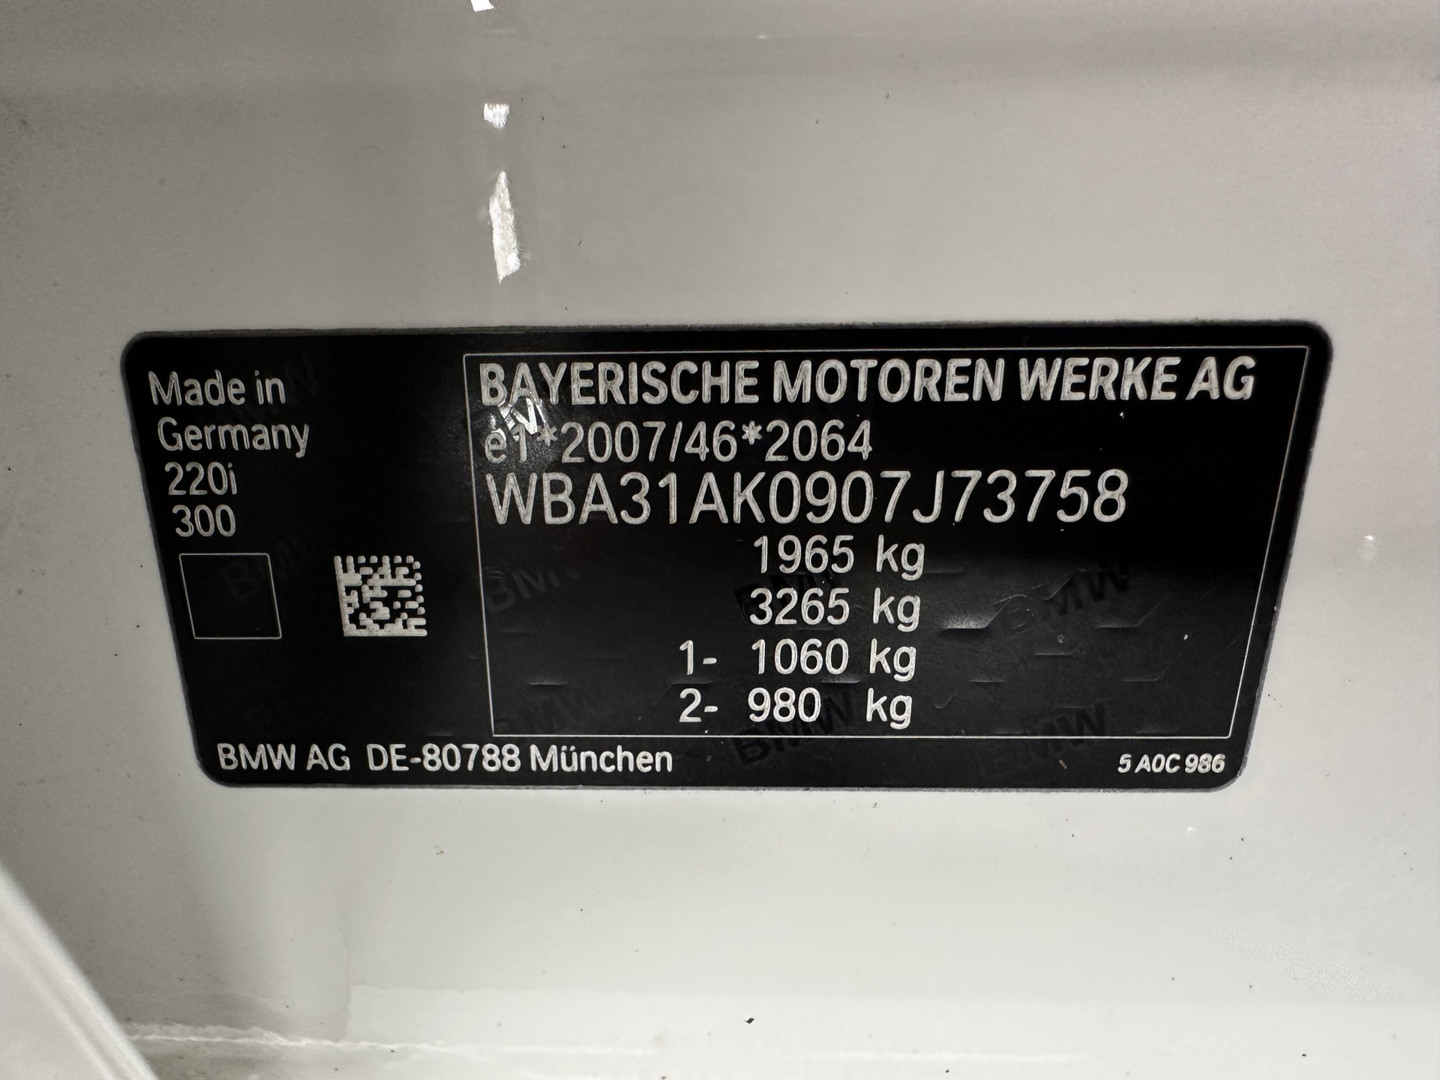 Made in
Germany
220i
300
BAYERISCHE MOTOREN WERKE AG
e1*2007/46*2064
WBA31AK0907J73758
1965 kg
3265 kg
1- 1060 kg
2- 980 kg
BMW AG DE-80788 München
5 A0C 986